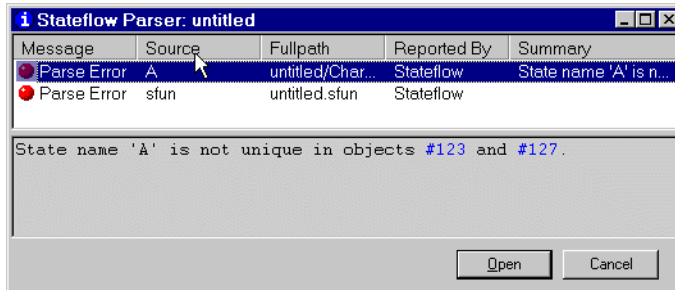 Stateflow Parser: untitled
Message Source Fullpath Reported By Summary
Parse Error A untitled/Char... Stateflow State name 'A' is n...
Parse Error sfun untitled.sfun Stateflow
State name 'A' is not unique in objects #123 and #127.
Open Cancel